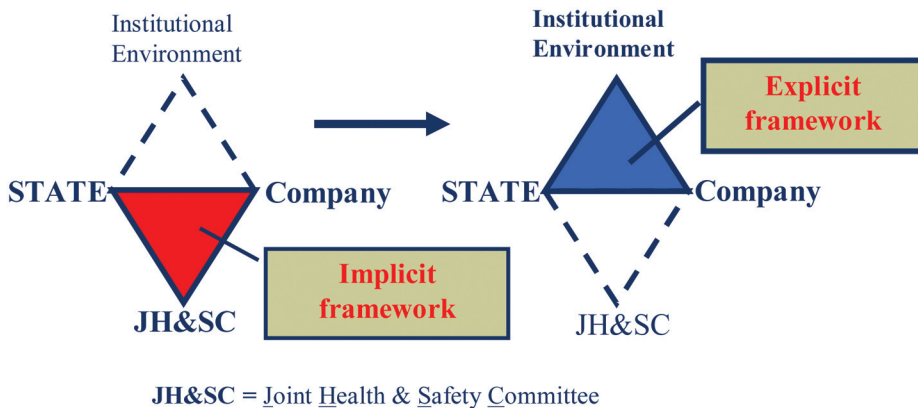 Institutional
Environment
STATE
Company
Implicit
framework
JH&SC
Institutional
Environment
Explicit
framework
STATE
Company
JH&SC
JH&SC = Joint Health & Safety Committee